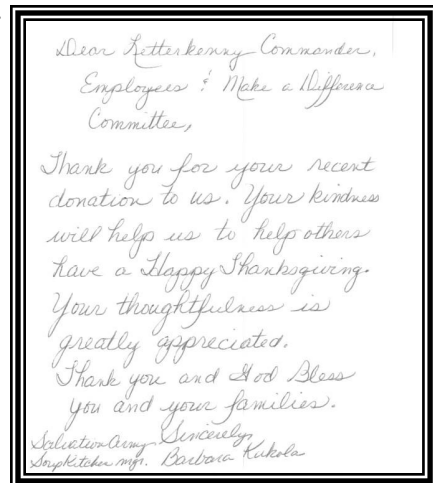 Dear Letterkenny Commander,
Employees & Make a Difference
Committee,
Thank you for your recent
donation to us. Your kindness
will help us to help others
have a Happy Thanksgiving.
Your thoughtfulness is
greatly appreciated.
Thank you and God Bless
you and your families.
Sincerely,
Barbara Kukola
Salvation Army
Soup Kitchen mgr.